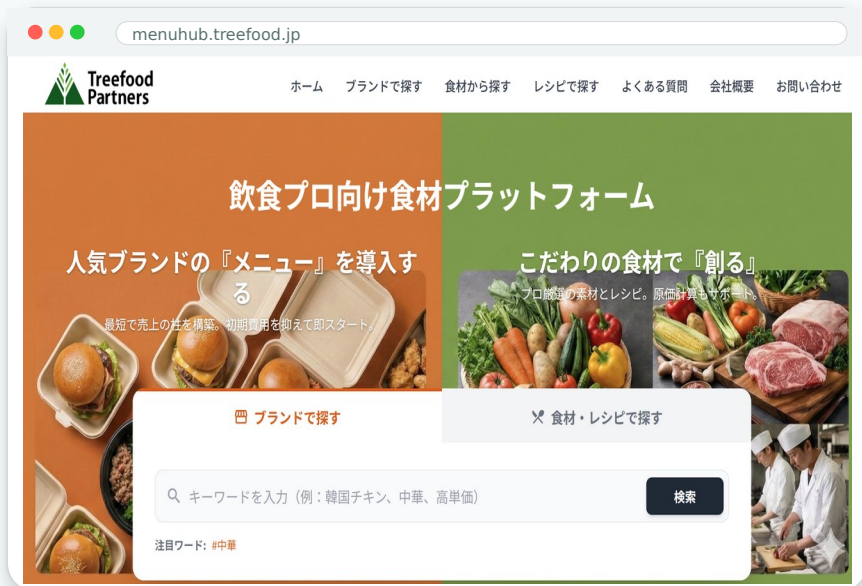 menuhub.treefood.jp
Treefood
Partners
ホーム ブランドで探す 食材から探す レシピで探す よくある質問 会社概要 お問い合わせ
飲食プロ向け食材プラットフォーム
人気ブランドの『メニュー』を導入す
る
最短で売上の柱を構築。初期費用を抑えて即スタート。
こだわりの食材で『創る』
プロ厳選の素材とレシピ。原価計算もサポート。
ブランドで探す
食材・レシピで探す
キーワードを入力（例：韓国チキン、中華、高単価）
検索
注目ワード: #中華